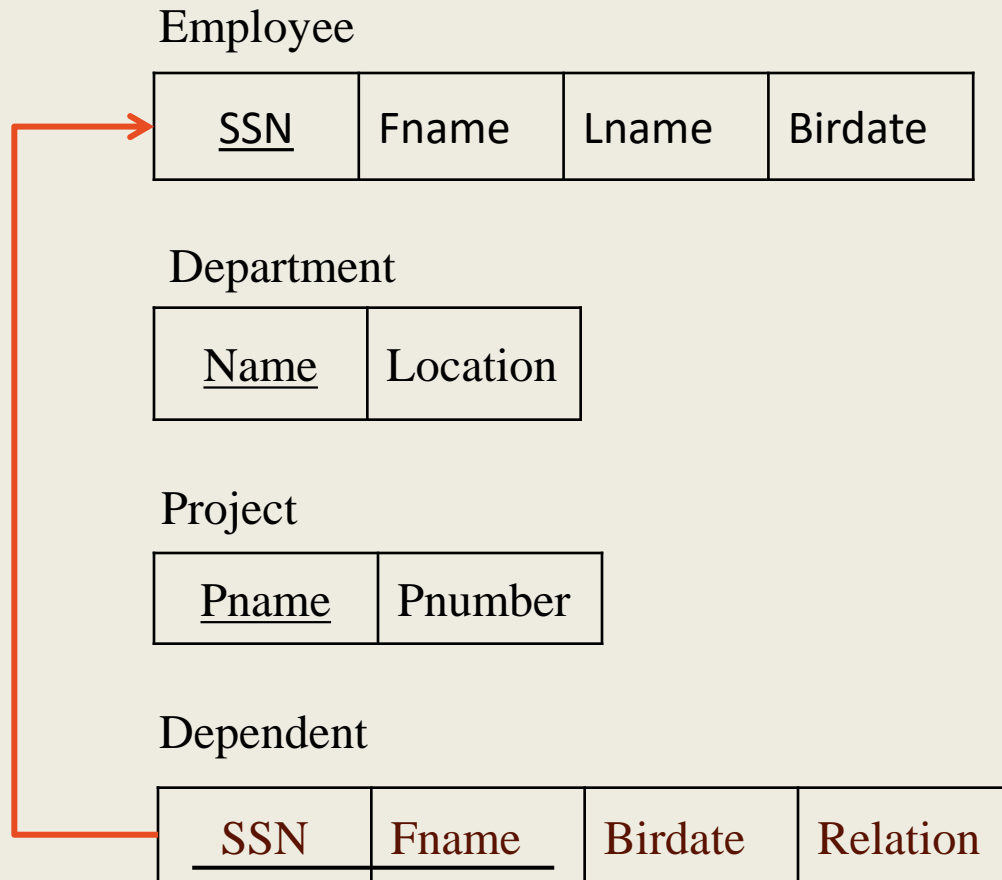 Employee
SSN Fname Lname Birdate
Department
Name Location
Project
Pname Pnumber
Dependent
SSN Fname Birdate Relation